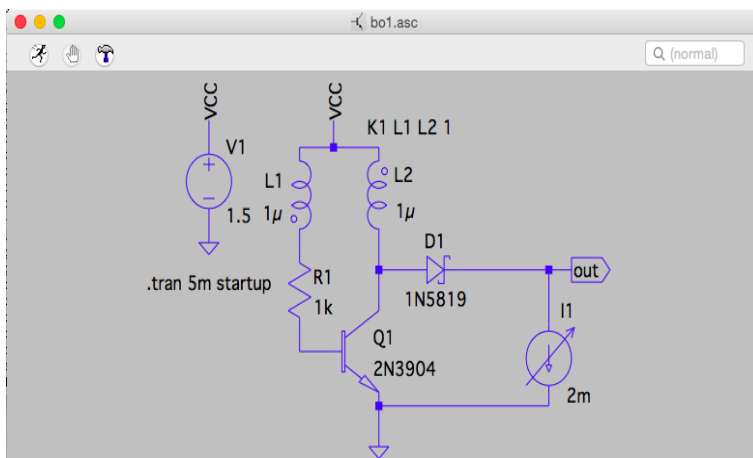 bo1.asc
(normal)
VCC
VCC
K1 L1 L2 1
V1
L1
L2
1µ
1µ
+
−
1.5
D1
out
.tran 5m startup
R1
1k
1N5819
I1
Q1
2N3904
2m